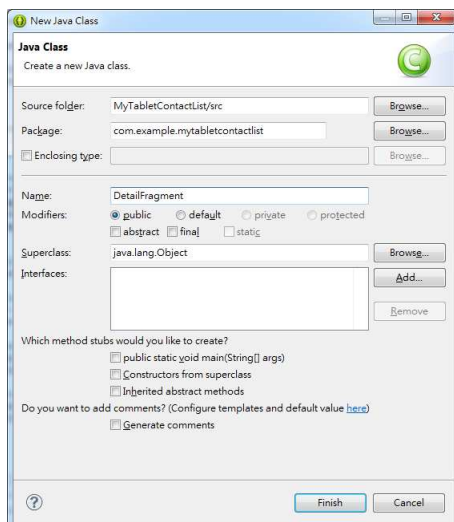 New Java Class
Java Class
Create a new Java class.
Source folder: MyTabletContactList/src Browse...
Package: com.example.mytabletcontactlist Browse...
Enclosing type: Browse...
Name: DetailFragment
Modifiers: public default private protected
abstract final static
Superclass: java.lang.Object Browse...
Interfaces: Add...
Remove
Which method stubs would you like to create?
public static void main(String[] args)
Constructors from superclass
Inherited abstract methods
Do you want to add comments? (Configure templates and default value here)
Generate comments
? Finish Cancel